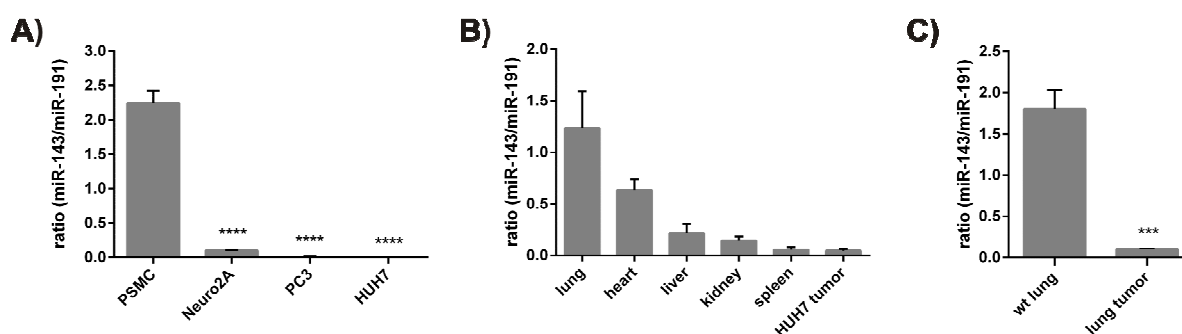 A)
ratio (miR-143/miR-191)
3.0
2.5
2.0
1.5
1.0
0.5
0.0
****
****
****
PSMC
Neuro2A
PC3
HUH7
B)
ratio (miR-143/miR-191)
2.0
1.5
1.0
0.5
0.0
lung
heart
liver
kidney
spleen
HUH7 tumor
C)
ratio (miR-143/miR-191)
2.5
2.0
1.5
1.0
0.5
0.0
***
wt lung
lung tumor